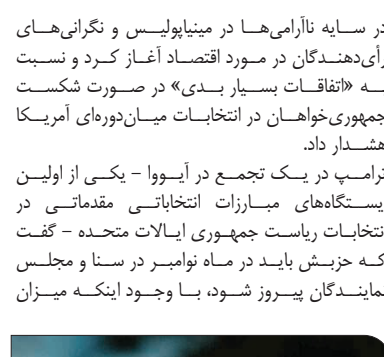 در سایه ناآرامی‌ها در مینیاپولیس و نگرانی‌های
رأی‌دهندگان در مورد اقتصاد آغاز کرد و نسبت
به «اتفاقات بسیار بدی» در صورت شکست
جمهوری‌خواهان در انتخابات میان‌دوره‌ای آمریکا
هشدار داد.
ترامپ در یک تجمع در آیووا – یکی از اولین
ایستگاه‌های مبارزات انتخاباتی مقدماتی در
انتخابات ریاست جمهوری ایالات متحده – گفت
که حزبش باید در ماه نوامبر در سنا و مجلس
نمایندگان پیروز شود، با وجود اینکه میزان